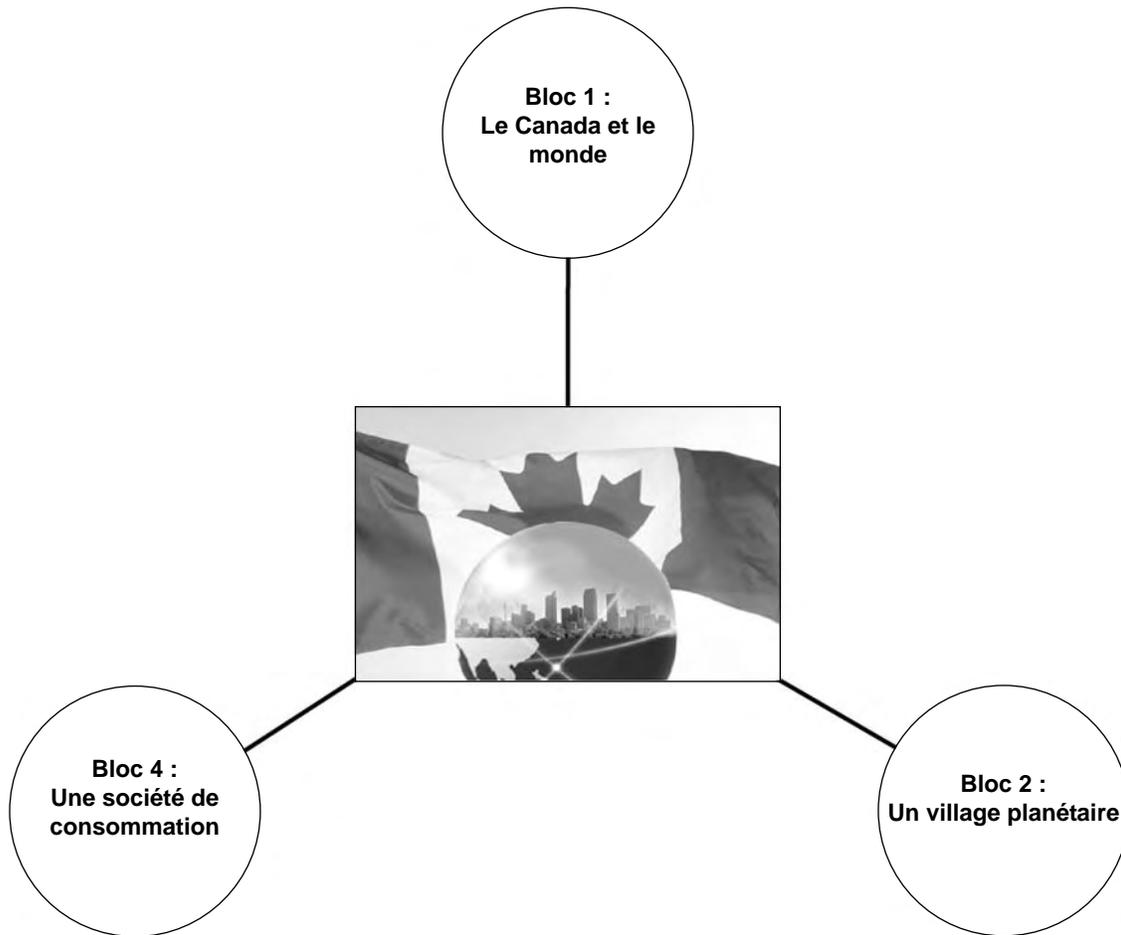 Bloc 1 :
Le Canada et le
monde
Bloc 4 :
Une société de
consommation
Bloc 2 :
Un village planétaire